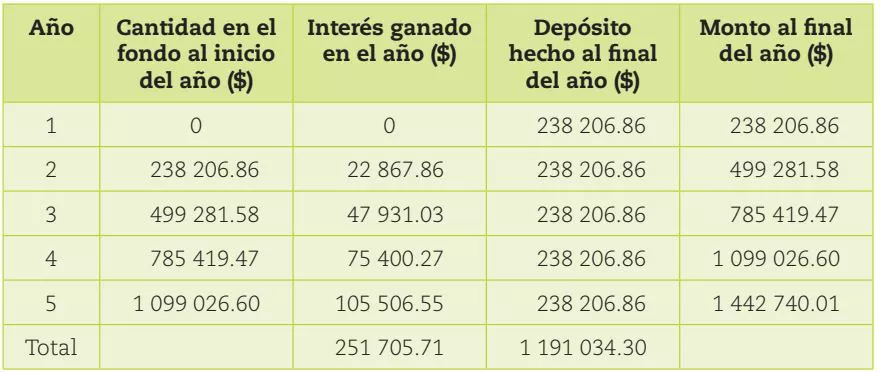 Año Cantidad en el Interés ganado Depósito Monto al final
fondo al inicio en el año ($) hecho al final del año ($)
del año ($) del año ($)
1 0 0 238 206.86 238 206.86
2 238 206.86 22 867.86 238 206.86 499 281.58
3 499 281.58 47 931.03 238 206.86 785 419.47
4 785 419.47 75 400.27 238 206.86 1 099 026.60
5 1 099 026.60 105 506.55 238 206.86 1 442 740.01
Total 251 705.71 1 191 034.30